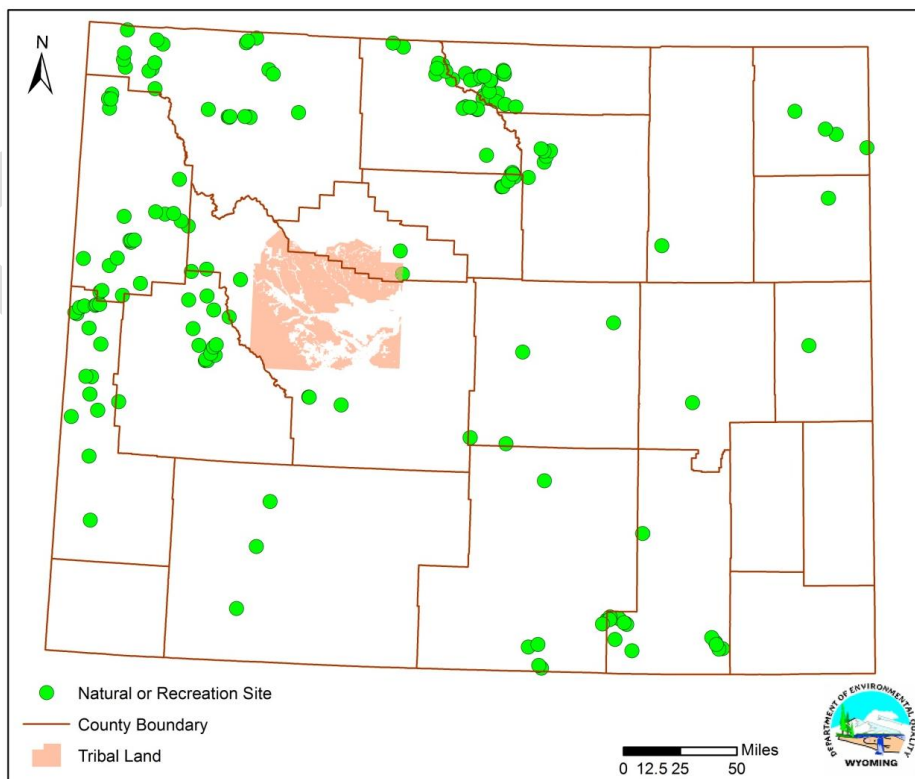 N
Natural or Recreation Site
County Boundary
Tribal Land
Miles
0 12.5 25 50
DEPARTMENT OF ENVIRONMENTAL QUALITY
WYOMING